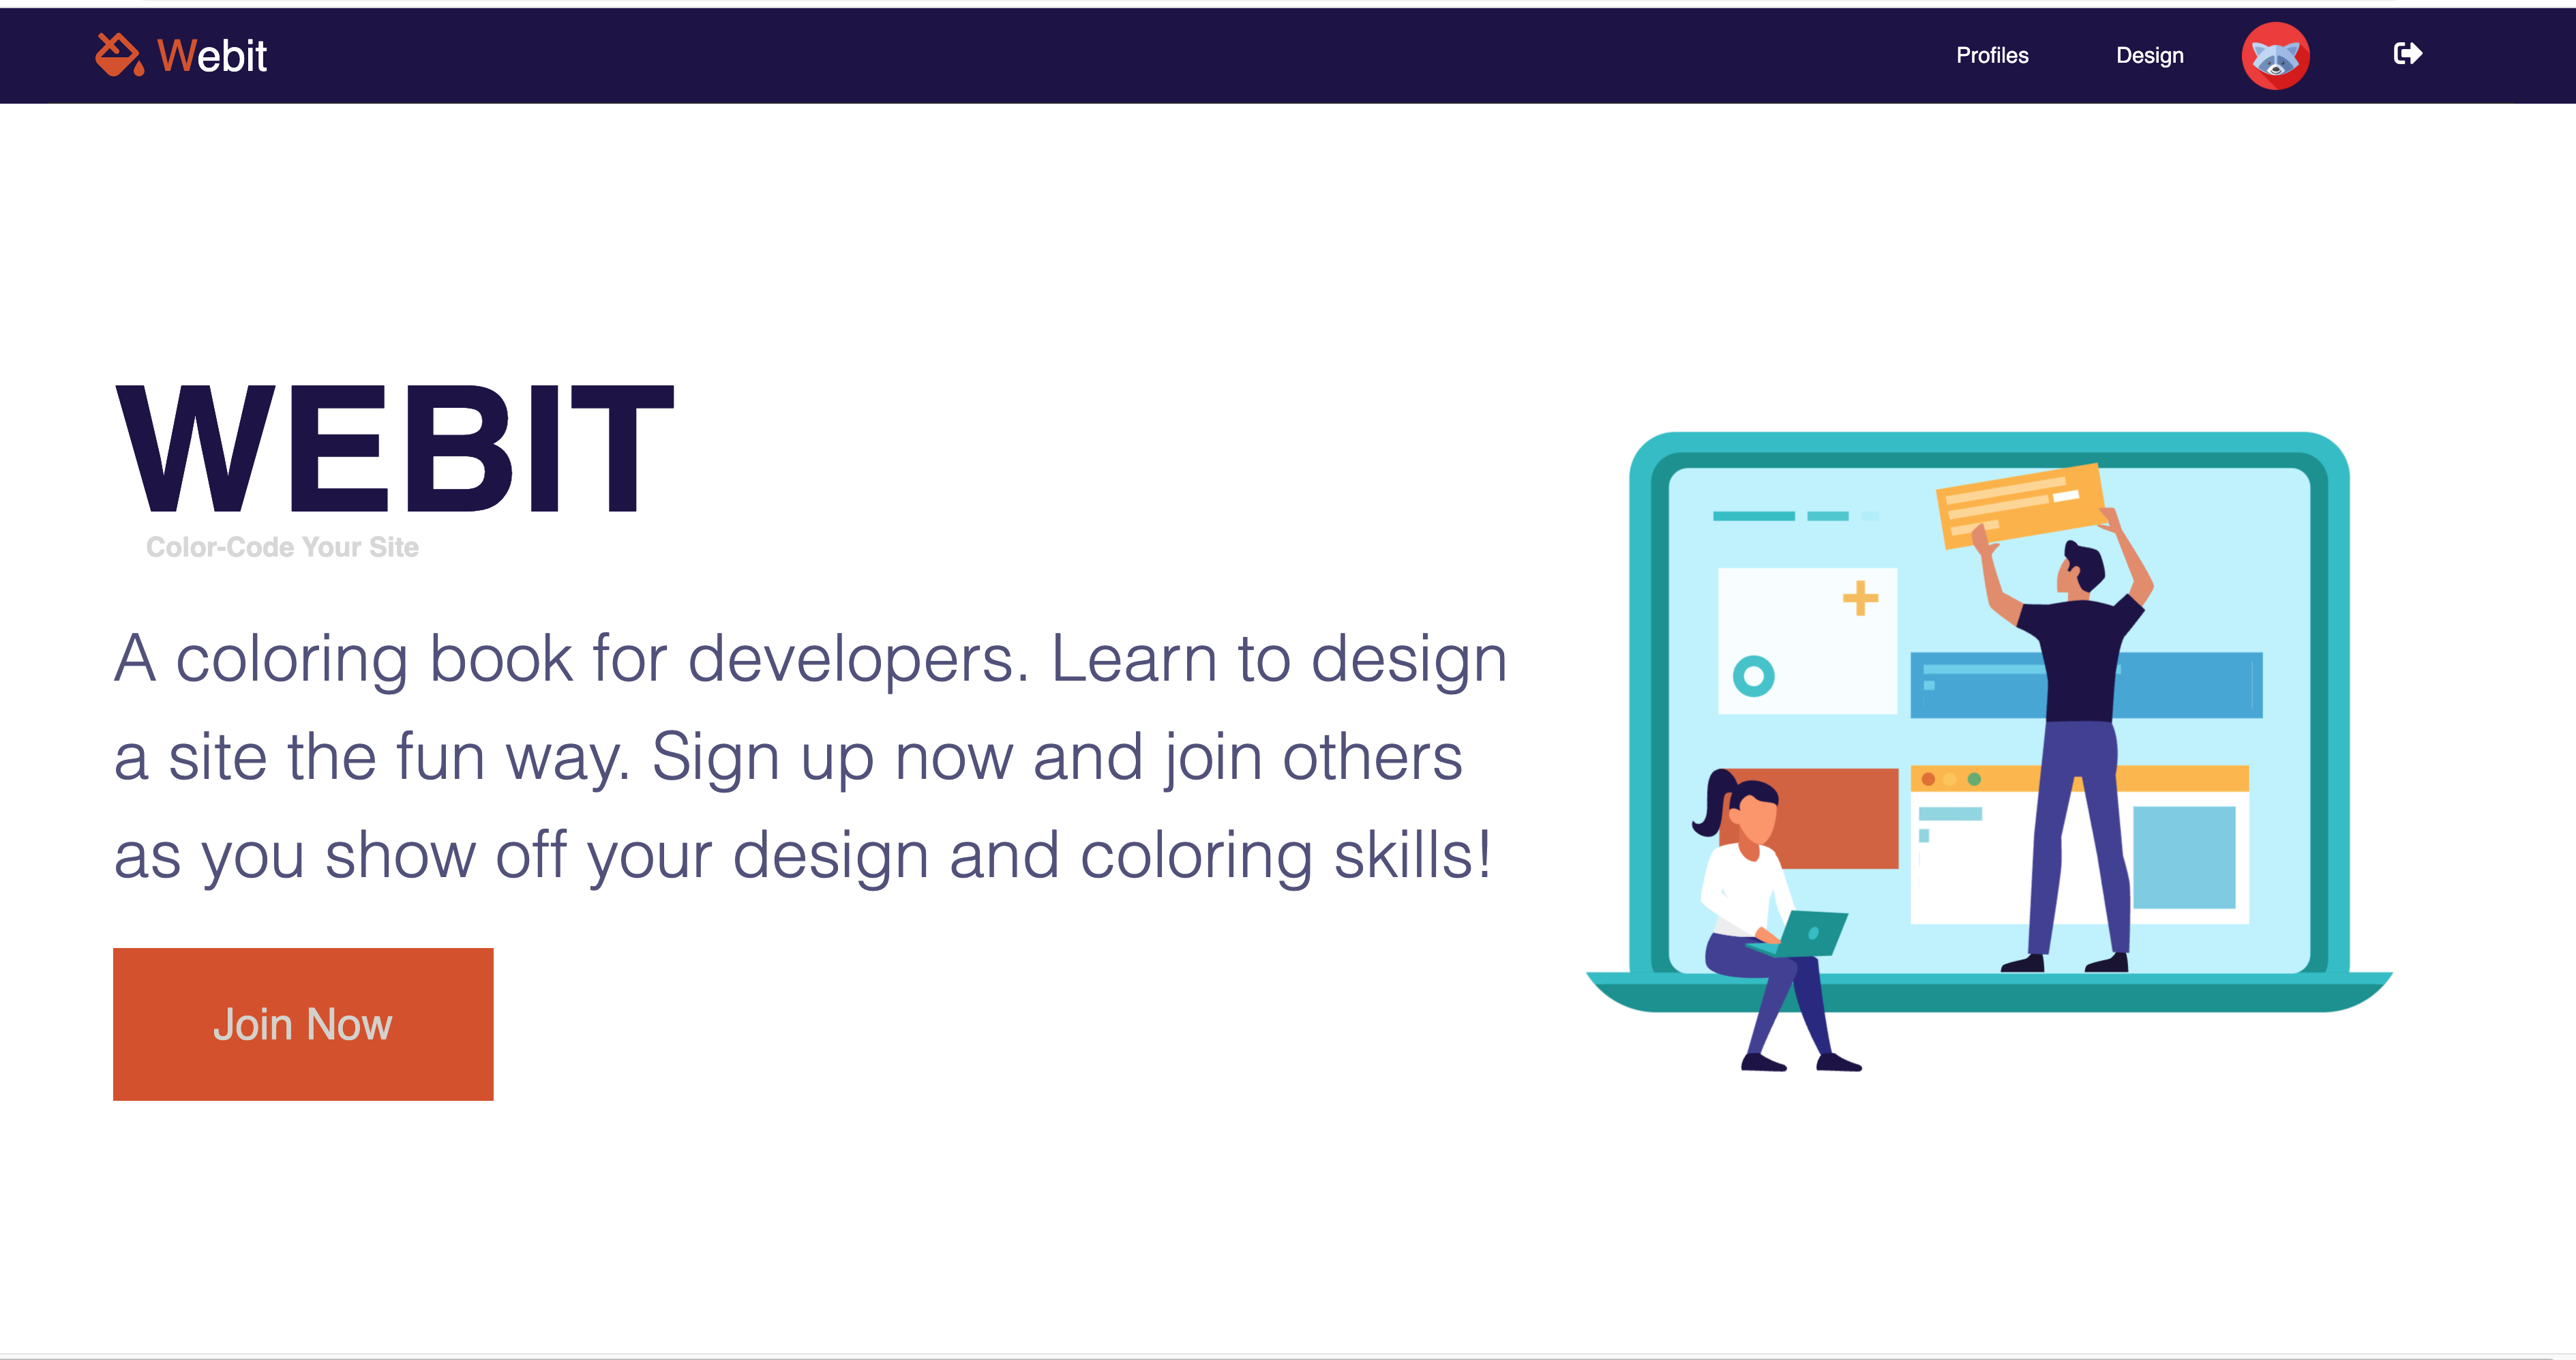 Webit
Profiles
Design
WEBIT
Color-Code Your Site
A coloring book for developers. Learn to design
a site the fun way. Sign up now and join others
as you show off your design and coloring skills!
Join Now